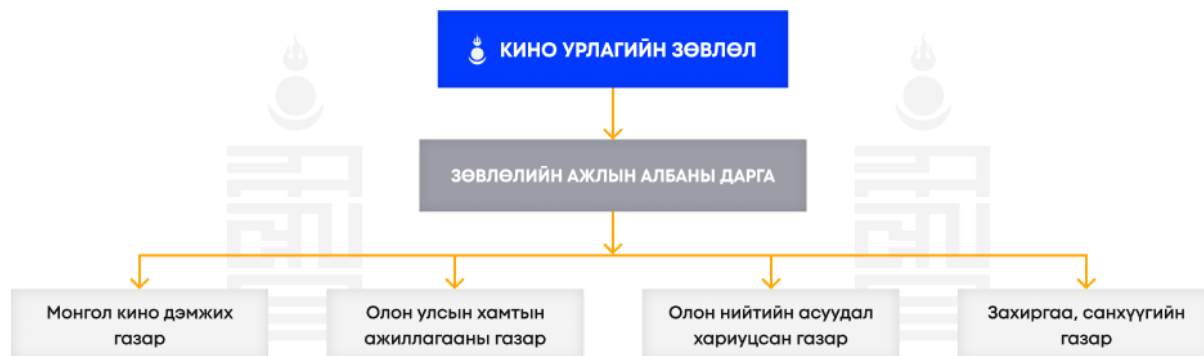 КИНО УРЛАГИЙН ЗӨВЛӨЛ
ЗӨВЛӨЛИЙН АЖЛЫН АЛБАНЫ ДАРГА
Монгол кино дэмжих
газар
Олон улсын хамтын
ажиллагааны газар
Олон нийтийн асуудал
хариуцсан газар
Захиргаа, санхүүгийн
газар